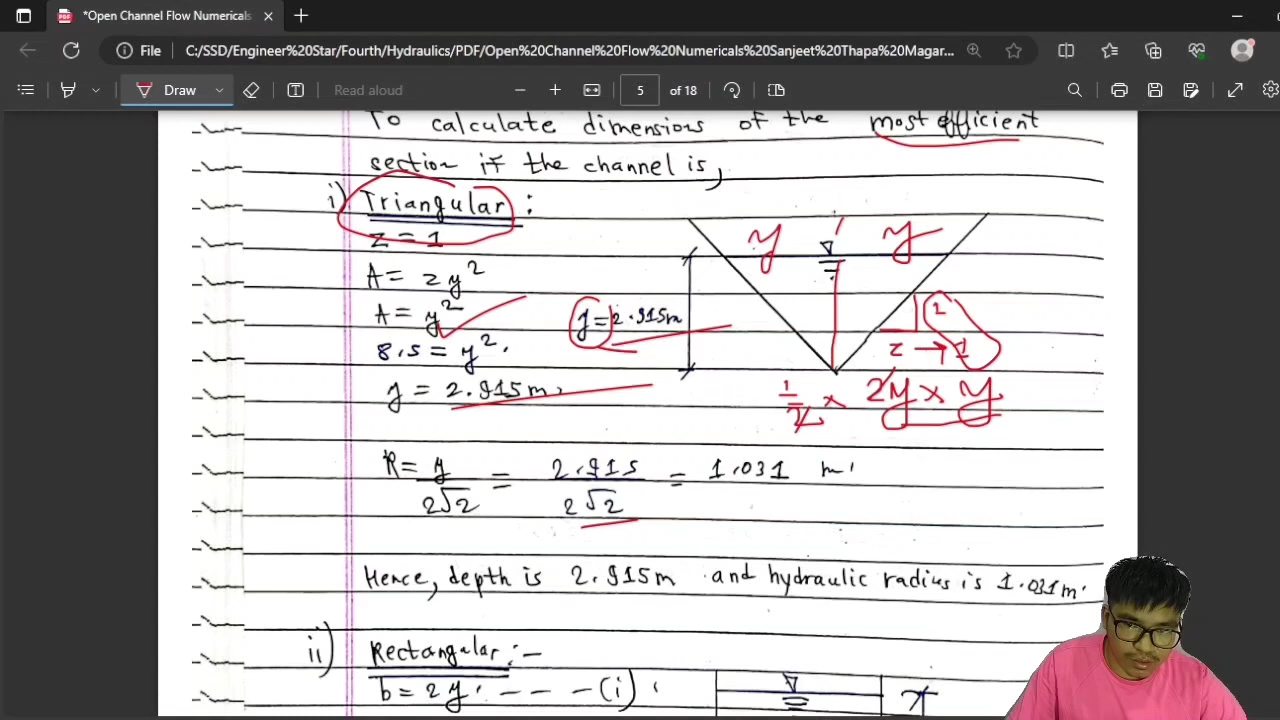 *Open Channel Flow Numericals
File
C:/SSD/Engineer%20Star/Fourth/Hydraulics/PDF/Open%20Channel%20Flow%20Numericals%20Sanjeet%20Thapa%20Magar...
Draw
Read aloud
5 of 18
To calculate dimensions of the most efficient
section if the channel is,
i) Triangular :
z = 1
A = zy²
A = y²
8.5 = y².
y = 2.915m.
y y
y = 2.915m
1
z → 1
1/2 × 2y × y
R = y/2√2 = 2.915/2√2 = 1.031 m.
Hence, depth is 2.915m and hydraulic radius is 1.031m.
ii) Rectangular :-
b = 2y. - - - (i)